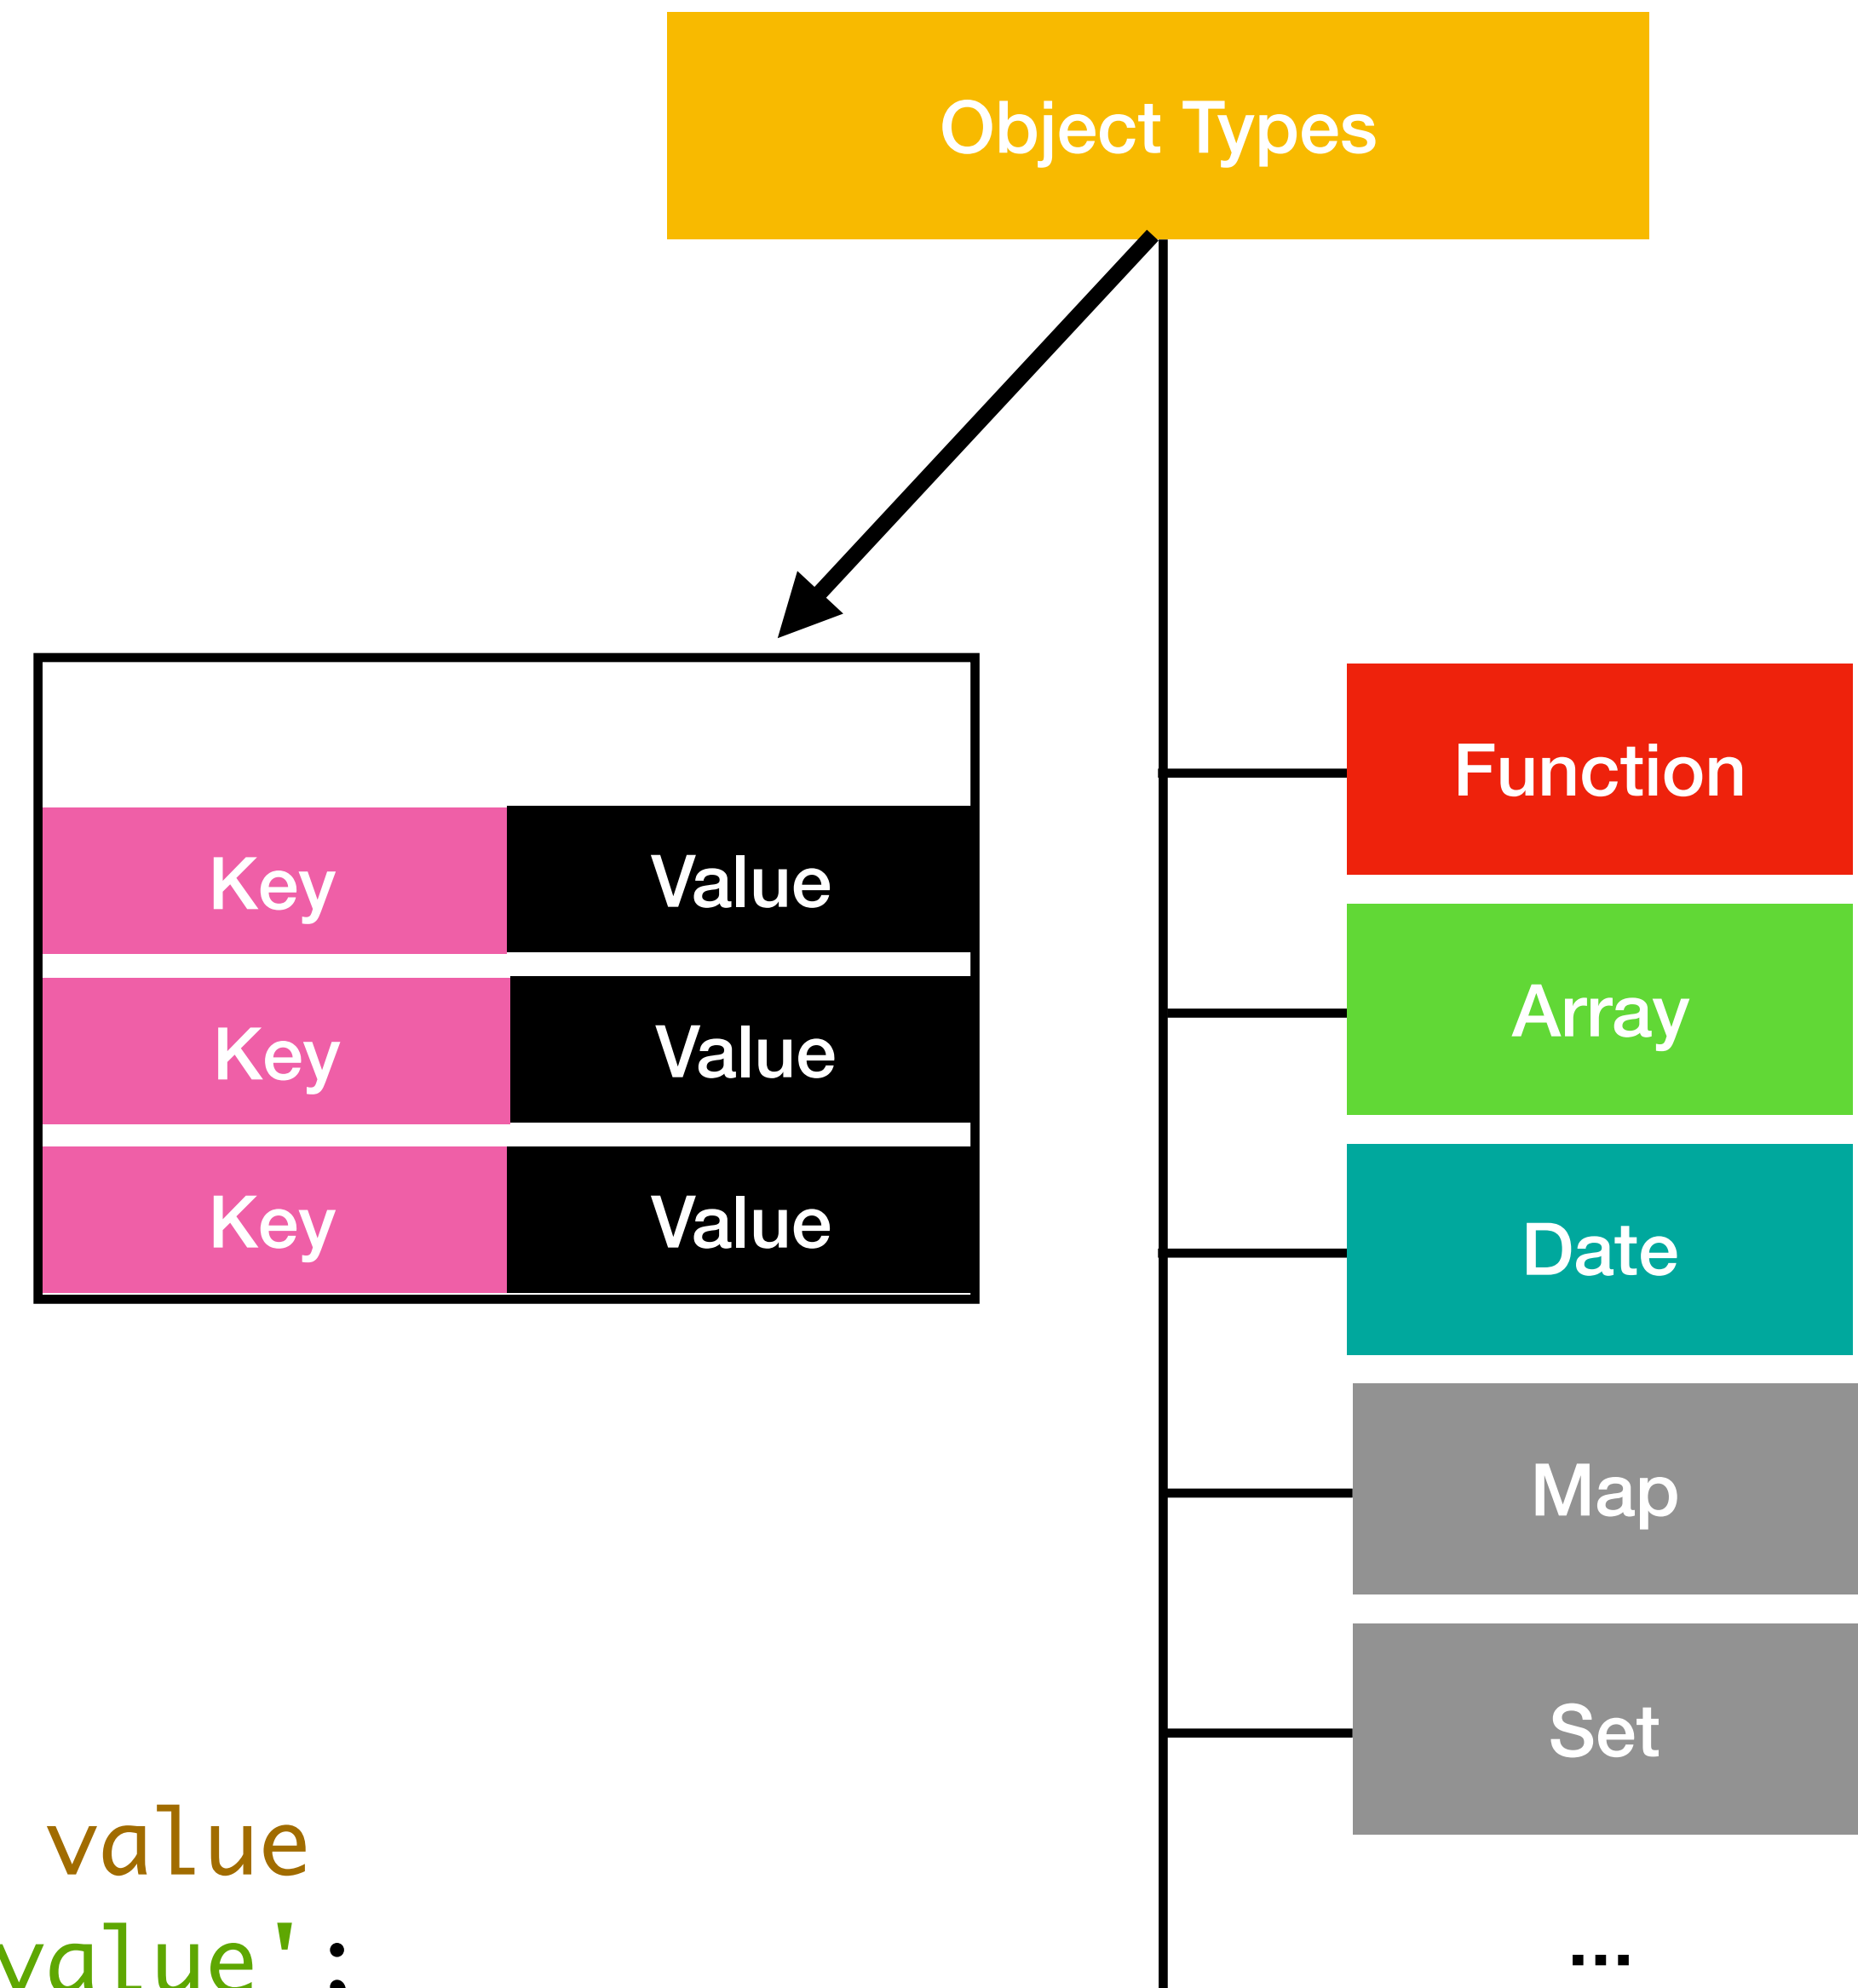 Object Types
Key Value
Key Value
Key Value
Function
Array
Date
Map
Set
...
value
value';